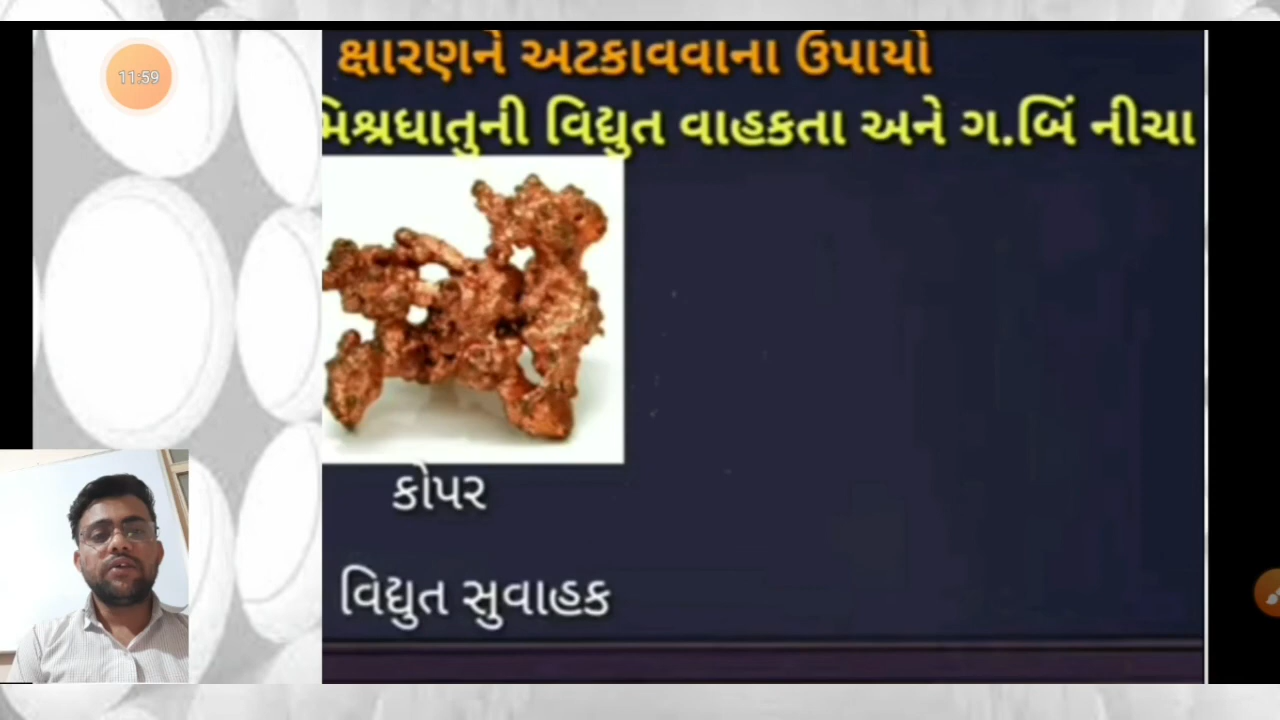 11:59
ક્ષારણને અટકાવવાના ઉપાયો
મિશ્રધાતુની વિદ્યુત વાહકતા અને ગ.બિં નીચા
કોપર
વિદ્યુત સુવાહક